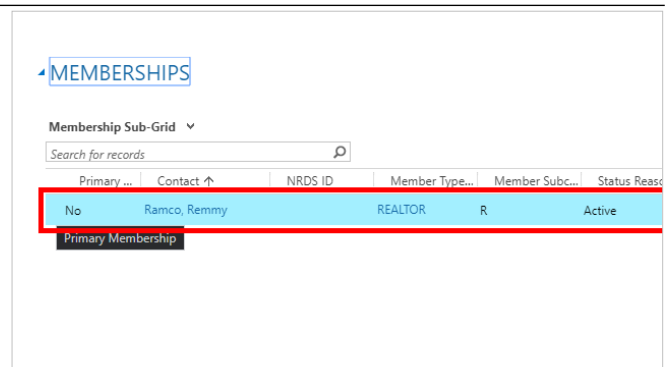 MEMBERSHIPS
Membership Sub-Grid
Search for records
Primary ... Contact ↑ NRDS ID Member Type... Member Subc... Status Reaso
No Ramco, Remmy REALTOR R Active
Primary Membership